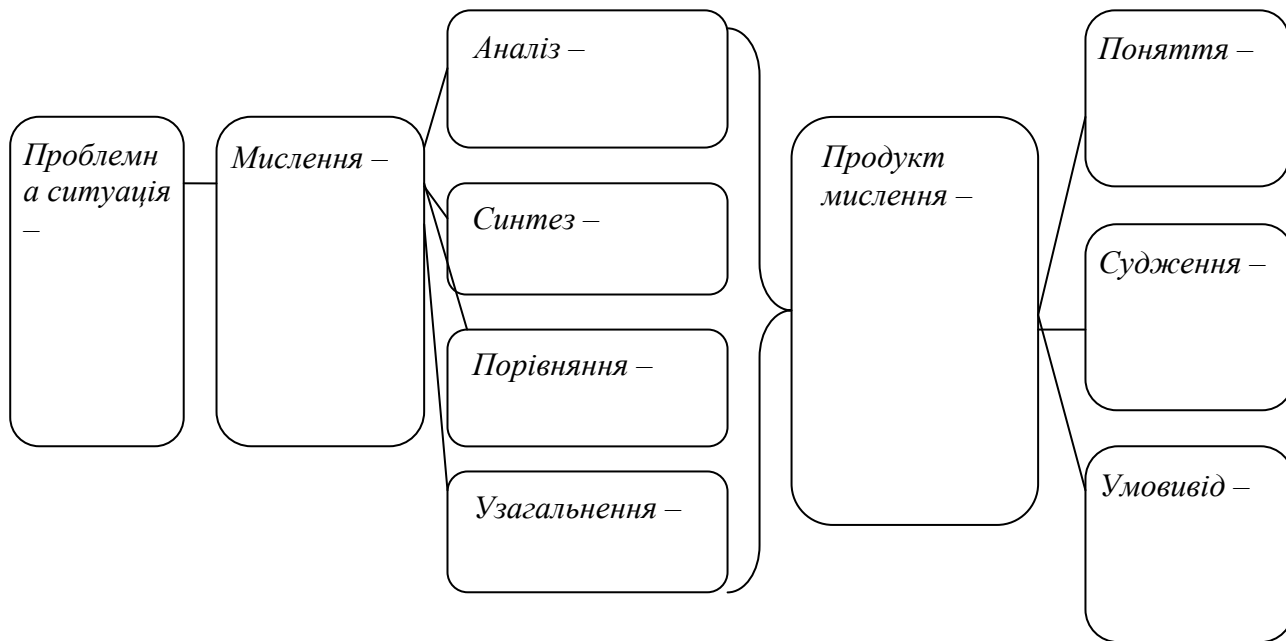 Проблемн
а ситуація
–
Мислення –
Аналіз –
Синтез –
Порівняння –
Узагальнення –
Продукт
мислення –
Поняття –
Судження –
Умовивід –